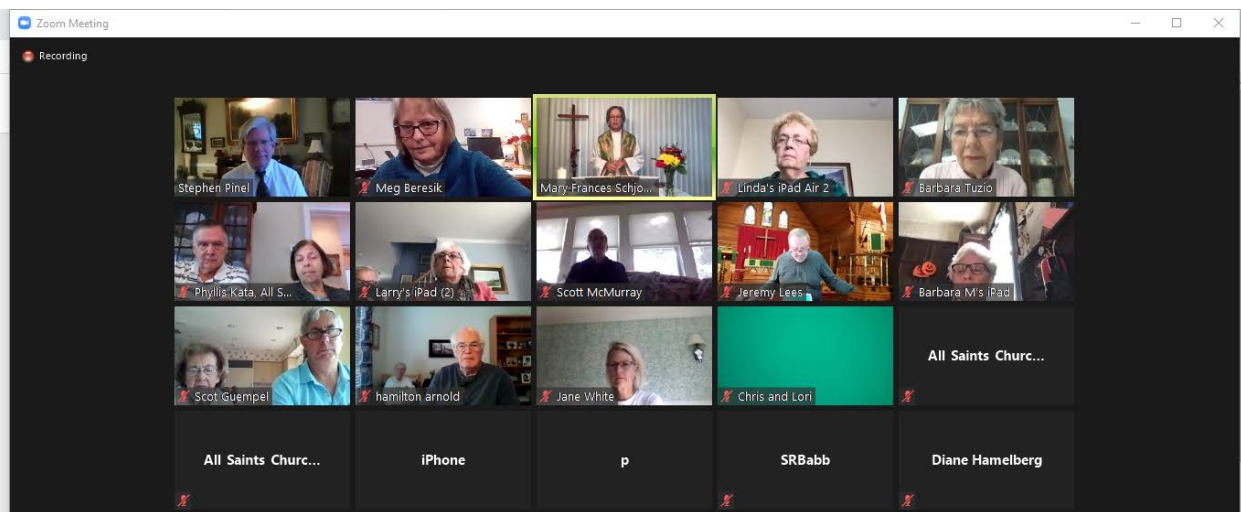 Zoom Meeting
Recording
Stephen Pinel
Meg Beresik
Mary Frances Schjo...
Linda's iPad Air 2
Barbara Tuzio
Phyllis Kata, All S...
Larry's iPad (2)
Scott McMurray
Jeremy Lees
Barbara M's iPad
Scot Guempel
hamilton arnold
Jane White
Chris and Lori
All Saints Churc...
All Saints Churc...
iPhone
p
SRBabb
Diane Hamelberg